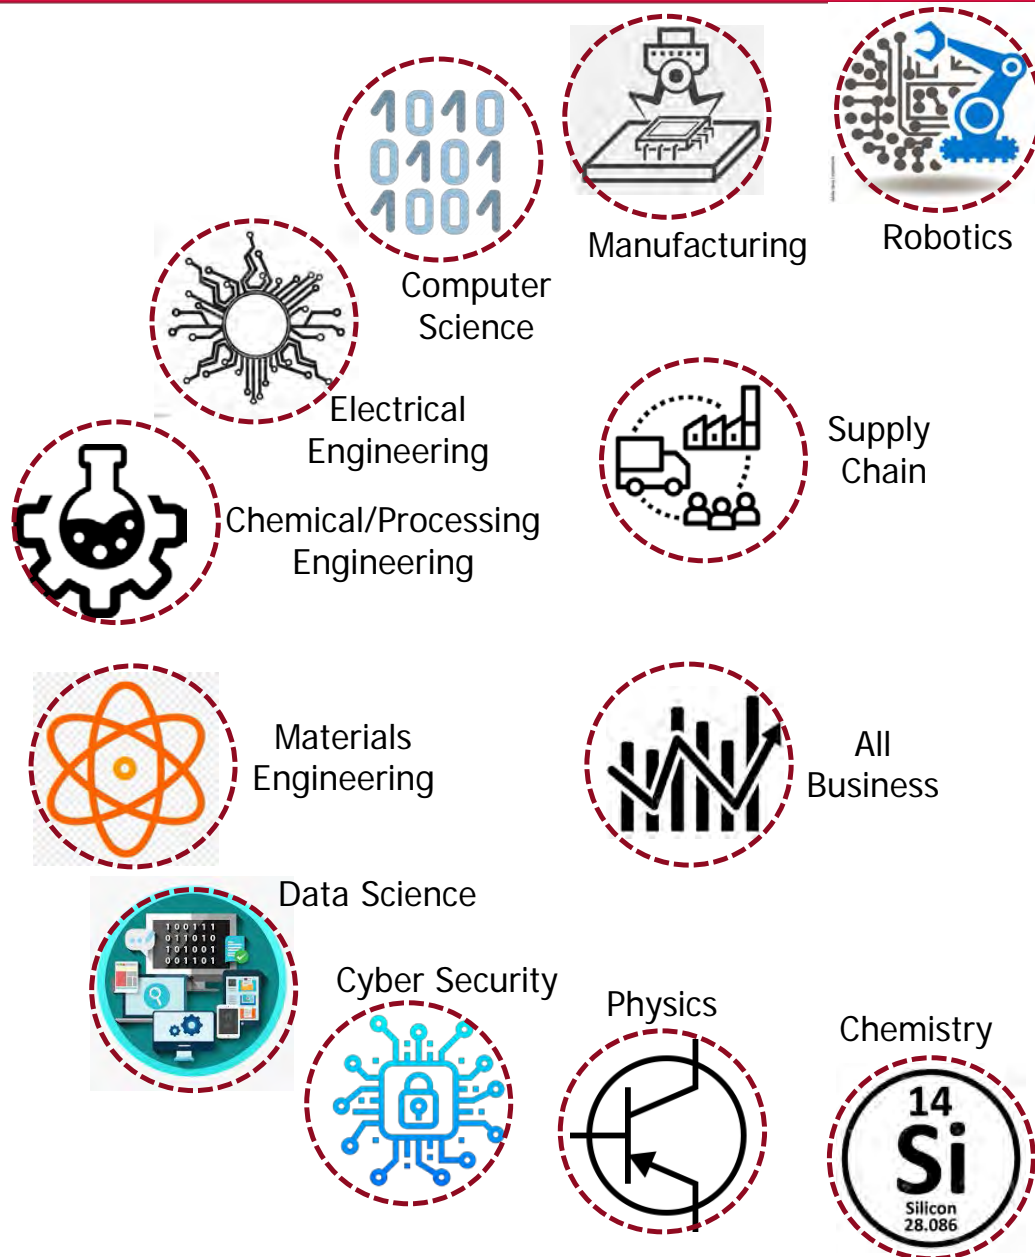 1010
0101
1001
Manufacturing
Robotics
Computer
Science
Electrical
Engineering
Supply
Chain
Chemical/Processing
Engineering
Materials
Engineering
All
Business
Data Science
100111
011010
101001
001101
Cyber Security
Physics
Chemistry
14
Si
Silicon
28.086